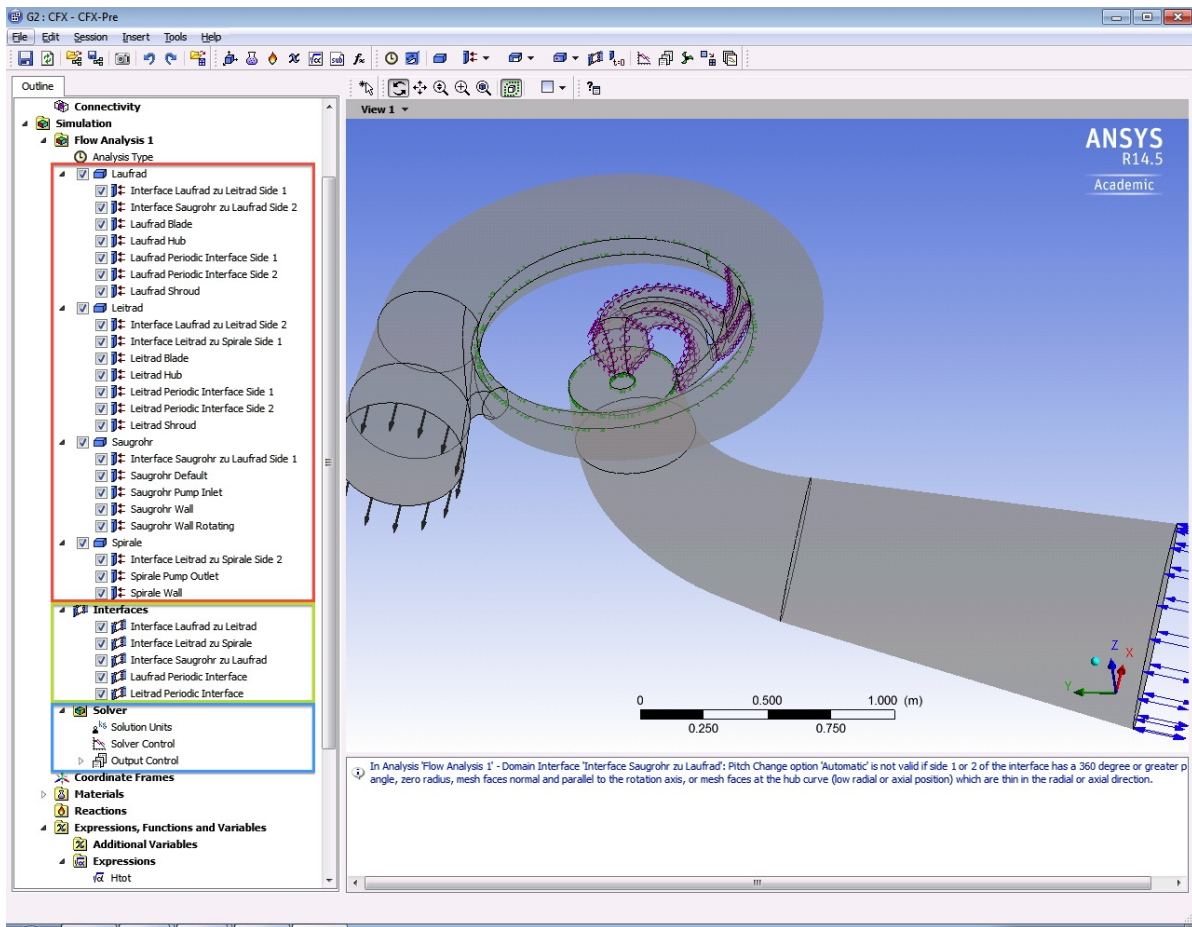 G2 : CFX - CFX-Pre
File Edit Session Insert Tools Help
Outline
View 1
Connectivity
Simulation
Flow Analysis 1
Analysis Type
Laufrad
Interface Laufrad zu Leitrad Side 1
Interface Saugrohr zu Laufrad Side 2
Laufrad Blade
Laufrad Hub
Laufrad Periodic Interface Side 1
Laufrad Periodic Interface Side 2
Laufrad Shroud
Leitrad
Interface Laufrad zu Leitrad Side 2
Interface Leitrad zu Spirale Side 1
Leitrad Blade
Leitrad Hub
Leitrad Periodic Interface Side 1
Leitrad Periodic Interface Side 2
Leitrad Shroud
Saugrohr
Interface Saugrohr zu Laufrad Side 1
Saugrohr Default
Saugrohr Pump Inlet
Saugrohr Wall
Saugrohr Wall Rotating
Spirale
Interface Leitrad zu Spirale Side 2
Spirale Pump Outlet
Spirale Wall
Interfaces
Interface Laufrad zu Leitrad
Interface Leitrad zu Spirale
Interface Saugrohr zu Laufrad
Laufrad Periodic Interface
Leitrad Periodic Interface
Solver
Solution Units
Solver Control
Output Control
Coordinate Frames
Materials
Reactions
Expressions, Functions and Variables
Additional Variables
Expressions
Htot
ANSYS
R14.5
Academic
Z
X
Y
0 0.500 1.000 (m)
0.250 0.750
In Analysis 'Flow Analysis 1' - Domain Interface 'Interface Saugrohr zu Laufrad': Pitch Change option 'Automatic' is not valid if side 1 or 2 of the interface has a 360 degree or greater p
angle, zero radius, mesh faces normal and parallel to the rotation axis, or mesh faces at the hub curve (low radial or axial position) which are thin in the radial or axial direction.